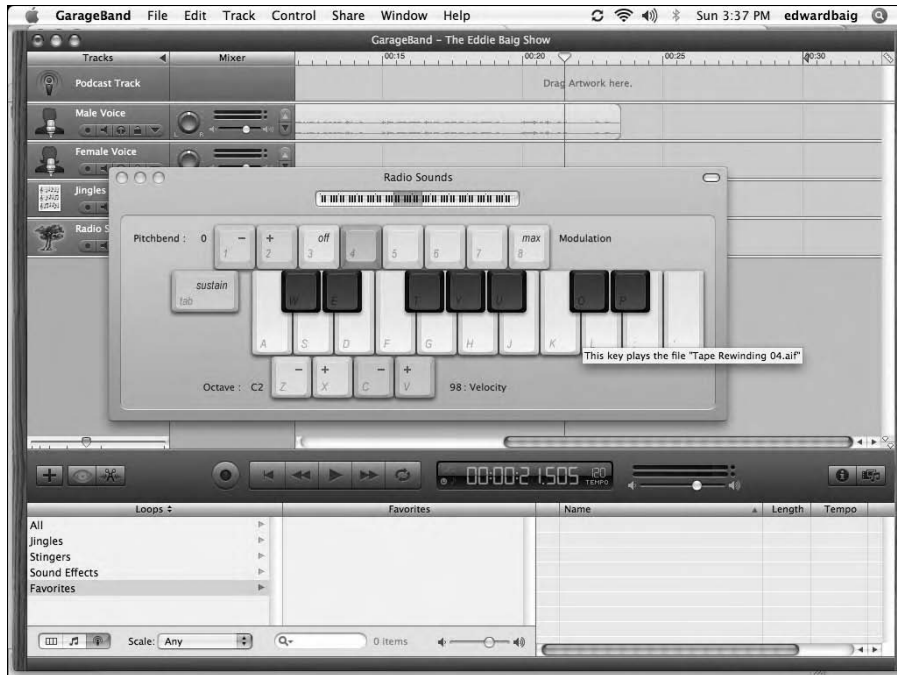 GarageBand File Edit Track Control Share Window Help Sun 3:37 PM edwardbaig
GarageBand – The Eddie Baig Show
Tracks Mixer 00:15 00:20 00:25 00:30
Podcast Track Drag Artwork here.
Male Voice
L R
Female Voice
Radio Sounds
Jingles
Radio S
Pitchbend : 0 – + off max Modulation
1 2 3 4 5 6 7 8
sustain
tab W E T Y U O P
A S D F G H J K
This key plays the file "Tape Rewinding 04.aif"
– + – +
Octave : C2 Z X C V 98 : Velocity
00:00:21.505 120
TEMPO
Loops Favorites Name Length Tempo
All
Jingles
Stingers
Sound Effects
Favorites
Scale: Any 0 items